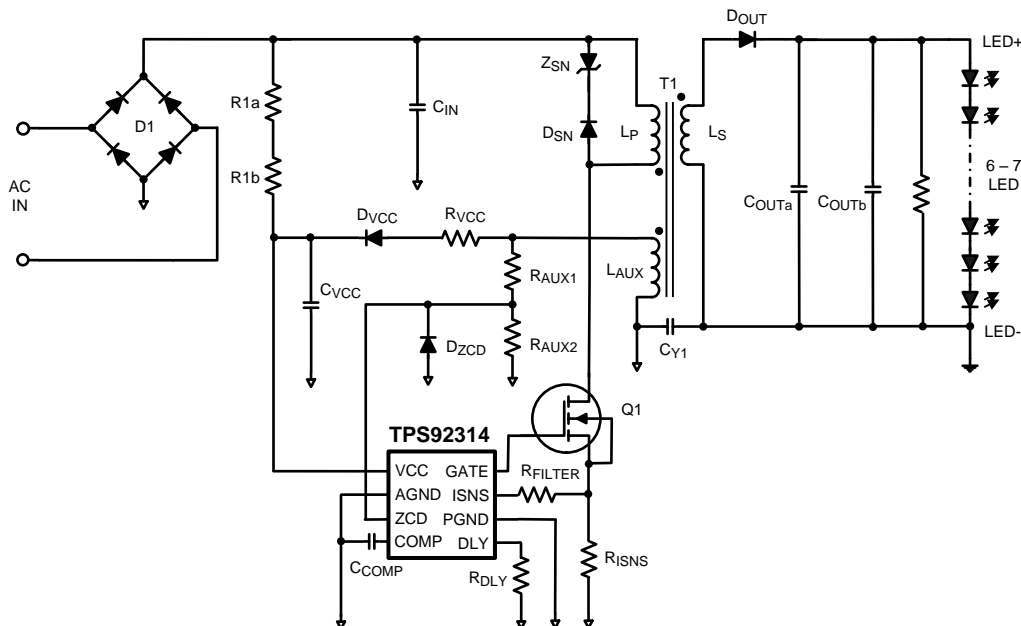 DOUT
LED+
ZSN
T1
R1a
CIN
D1
DSN
LP
LS
R1b
6 – 7
LED
AC
IN
COUTa
COUTb
DVCC
RVCC
LAUX
RAUX1
CVCC
DZCD
RAUX2
CY1
LED-
Q1
TPS92314
VCC GATE
RFILTER
AGND ISNS
ZCD PGND
COMP DLY
CCOMP
RDLY
RISNS